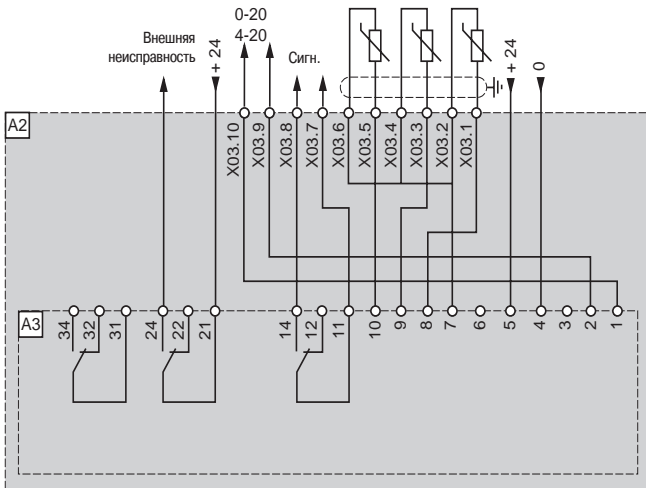 0-20
4-20
Внешняя
неисправность
+ 24
Сигн.
+ 24
0
A2
X03.10
X03.9
X03.8
X03.7
X03.6
X03.5
X03.4
X03.3
X03.2
X03.1
A3
34
32
31
24
22
21
14
12
11
10
9
8
7
6
5
4
3
2
1